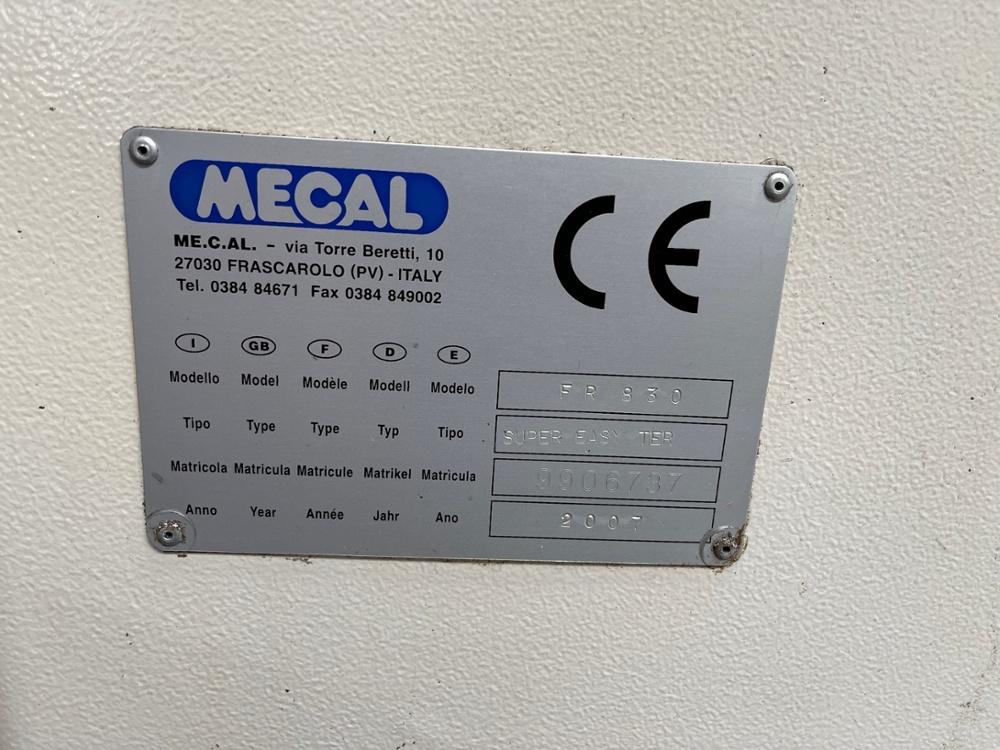 MECAL
CE
ME.C.AL. - via Torre Beretti, 10
27030 FRASCAROLO (PV) - ITALY
Tel. 0384 84671 Fax 0384 849002
I GB F D E
Modello Model Modèle Modell Modelo FR 830
Tipo Type Type Typ Tipo SUPER EASY TER
Matricola Matricula Matricule Matrikel Matricula 9906737
Anno Year Année Jahr Ano 2007